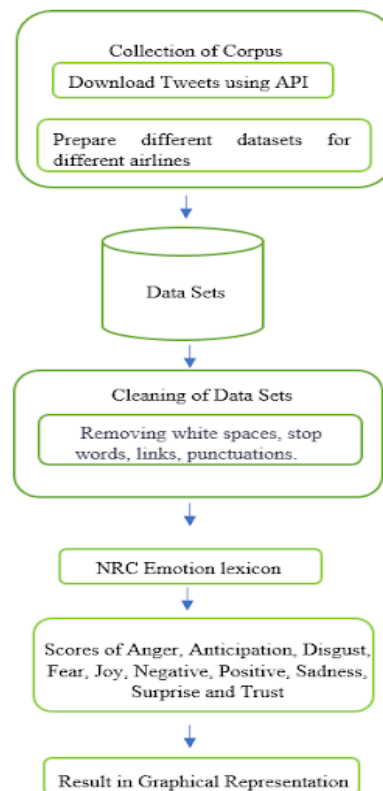 Collection of Corpus
Download Tweets using API
Prepare different datasets for
different airlines
Data Sets
Cleaning of Data Sets
Removing white spaces, stop
words, links, punctuations.
NRC Emotion lexicon
Scores of Anger, Anticipation, Disgust,
Fear, Joy, Negative, Positive, Sadness,
Surprise and Trust
Result in Graphical Representation